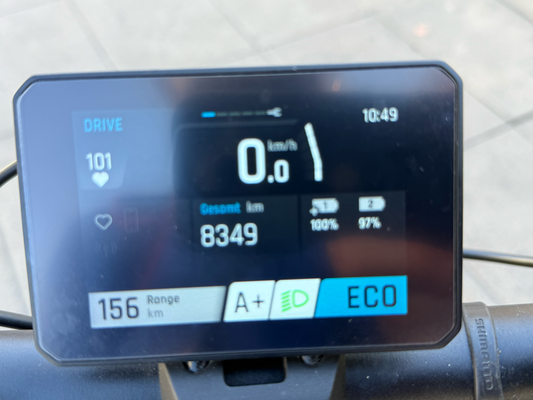 DRIVE
10:49
101
km/h
0.0
Gesamt km
8349
1
2
100%
97%
156 Range km
A+
ECO